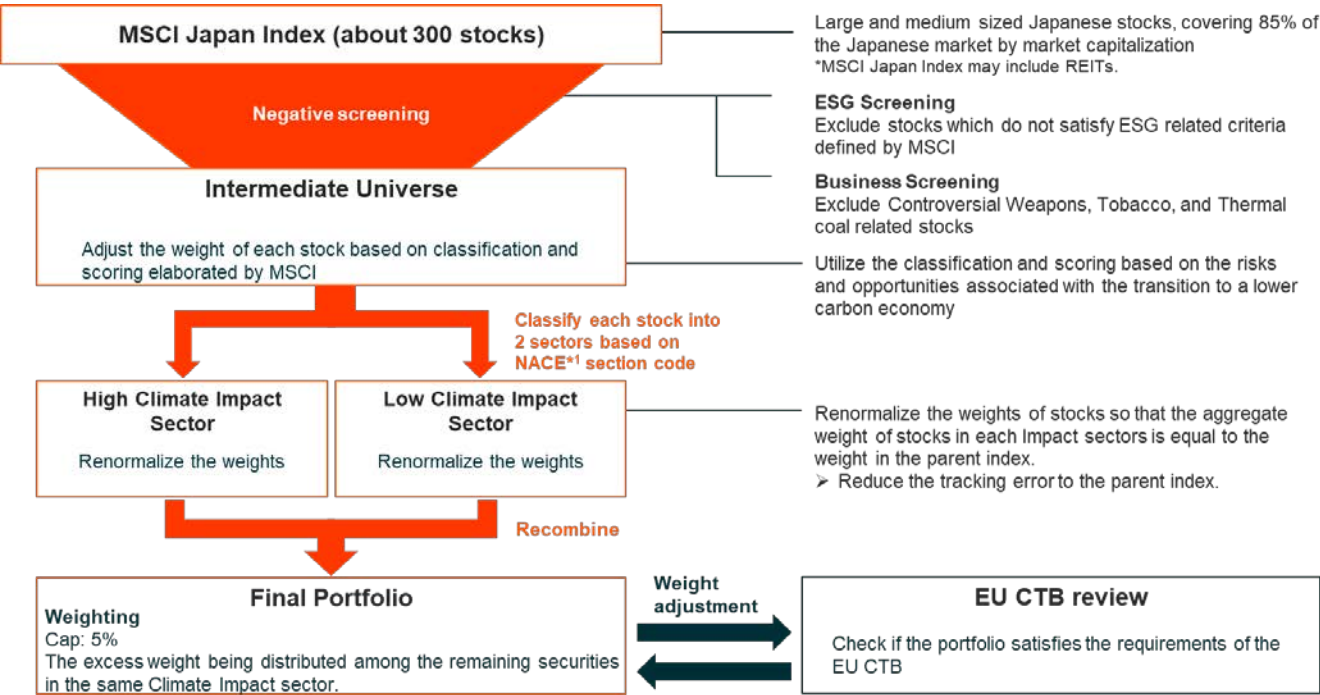 MSCI Japan Index (about 300 stocks)
Large and medium sized Japanese stocks, covering 85% of
the Japanese market by market capitalization
*MSCI Japan Index may include REITs.
Negative screening
ESG Screening
Exclude stocks which do not satisfy ESG related criteria
defined by MSCI
Business Screening
Exclude Controversial Weapons, Tobacco, and Thermal
coal related stocks
Intermediate Universe
Adjust the weight of each stock based on classification and
scoring elaborated by MSCI
Utilize the classification and scoring based on the risks
and opportunities associated with the transition to a lower
carbon economy
Classify each stock into
2 sectors based on
NACE*1 section code
High Climate Impact
Sector
Renormalize the weights
Low Climate Impact
Sector
Renormalize the weights
Renormalize the weights of stocks so that the aggregate
weight of stocks in each Impact sectors is equal to the
weight in the parent index.
➢ Reduce the tracking error to the parent index.
Recombine
Final Portfolio
Weighting
Cap: 5%
The excess weight being distributed among the remaining securities
in the same Climate Impact sector.
Weight
adjustment
EU CTB review
Check if the portfolio satisfies the requirements of the
EU CTB